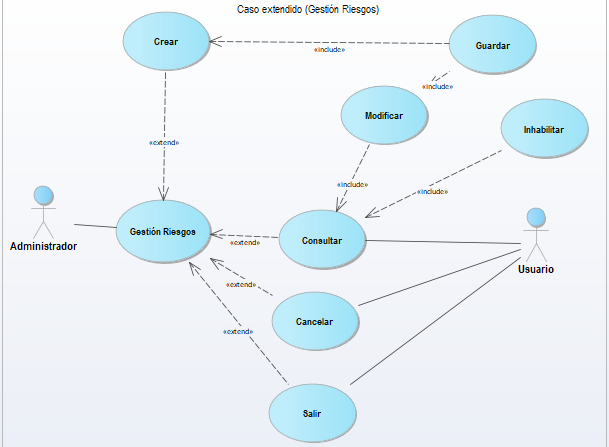 Caso extendido (Gestión Riesgos)
Crear
Guardar
«include»
«include»
Modificar
Inhabilitar
«extend»
«include»
«include»
Gestión Riesgos
Administrador
«extend»
Consultar
Usuario
«extend»
Cancelar
«extend»
Salir